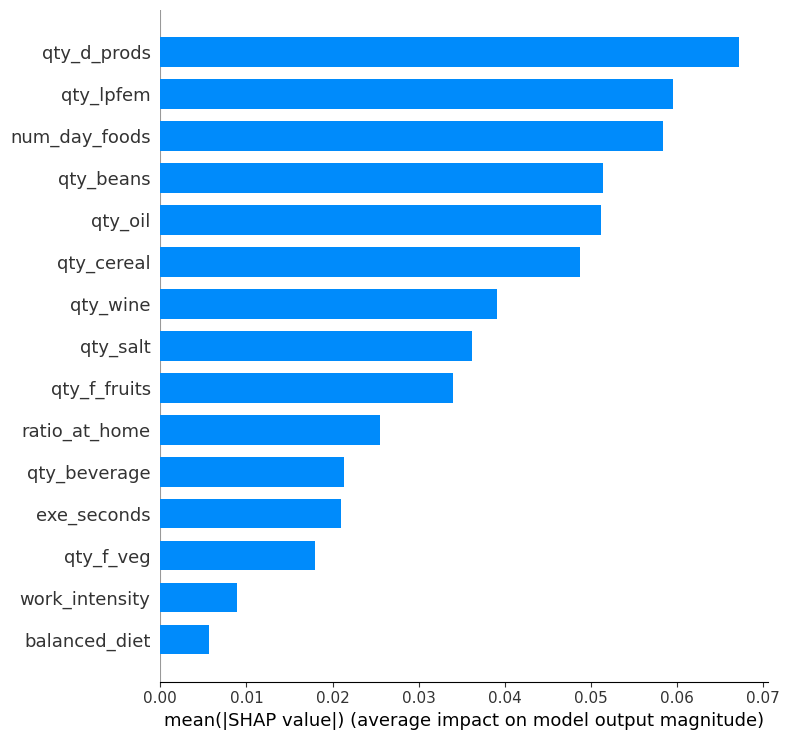 qty_d_prods
qty_lpfem
num_day_foods
qty_beans
qty_oil
qty_cereal
qty_wine
qty_salt
qty_f_fruits
ratio_at_home
qty_beverage
exe_seconds
qty_f_veg
work_intensity
balanced_diet
0.00 0.01 0.02 0.03 0.04 0.05 0.06 0.07
mean(|SHAP value|) (average impact on model output magnitude)